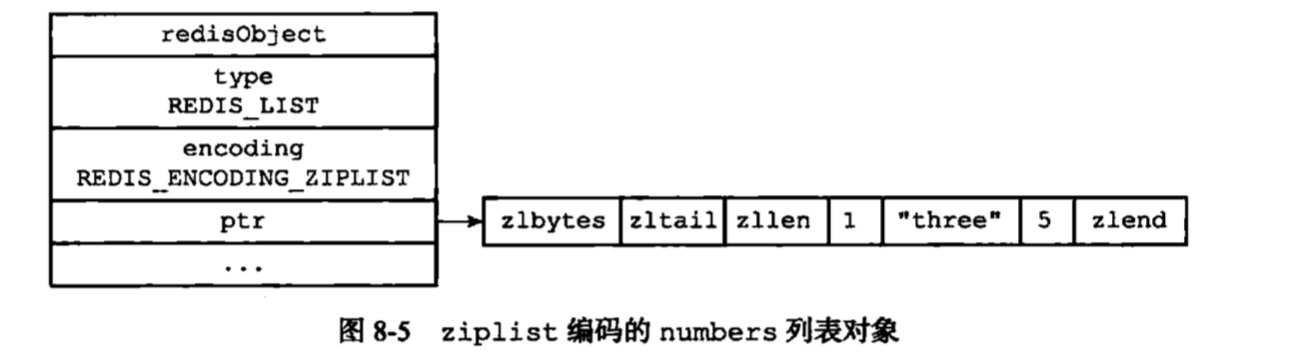 redisObject
type
REDIS_LIST
encoding
REDIS_ENCODING_ZIPLIST
ptr
zlbytes zltail zllen 1 "three" 5 zlend
...
图 8-5 ziplist 编码的 numbers 列表对象